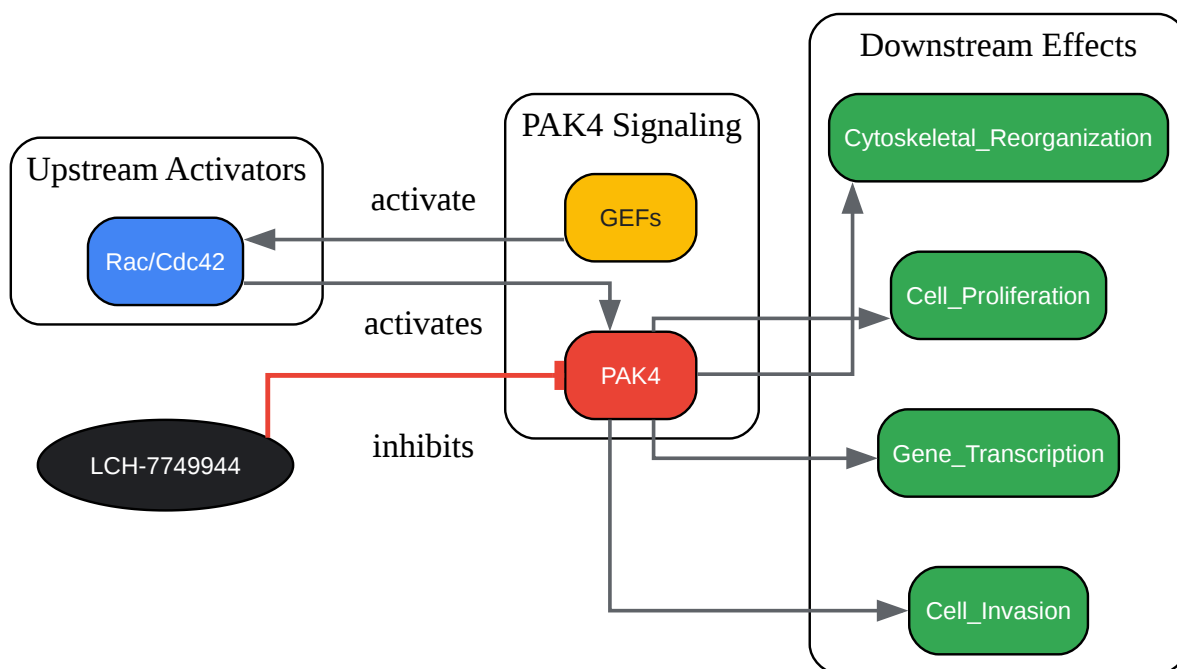 Upstream Activators
Rac/Cdc42
LCH-7749944
activate
activates
inhibits
PAK4 Signaling
GEFs
PAK4
Downstream Effects
Cytoskeletal_Reorganization
Cell_Proliferation
Gene_Transcription
Cell_Invasion